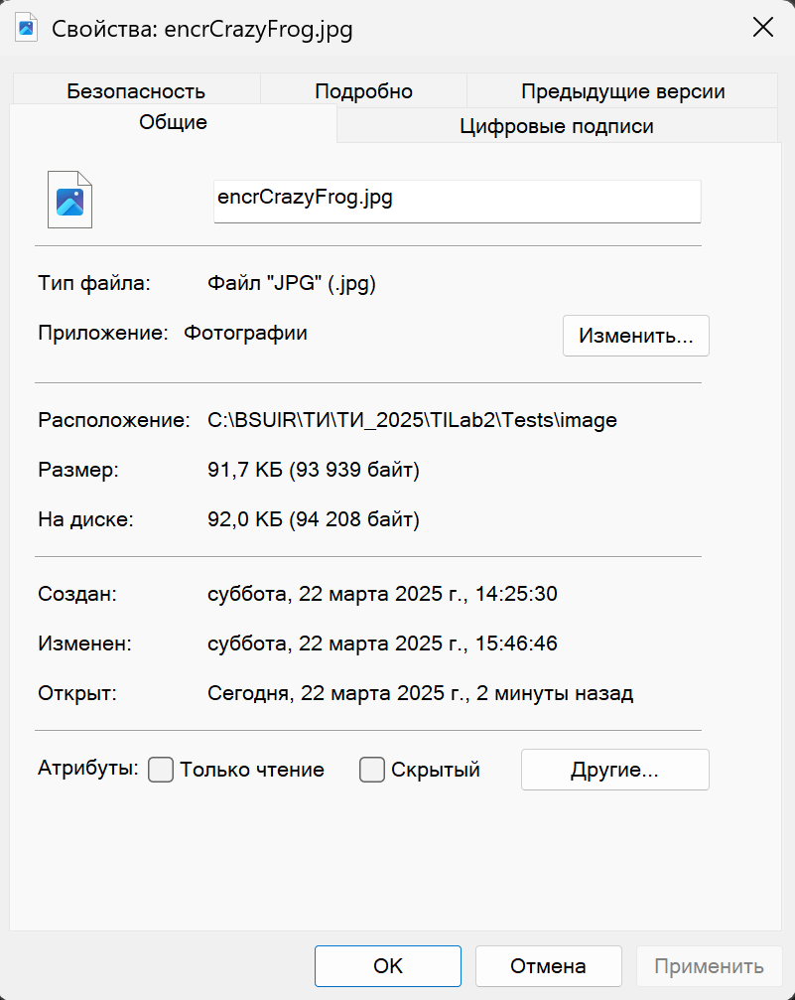 Свойства: encrCrazyFrog.jpg
Безопасность Подробно Предыдущие версии
Общие Цифровые подписи
encrCrazyFrog.jpg
Тип файла: Файл "JPG" (.jpg)
Приложение: Фотографии Изменить...
Расположение: C:\BSUIR\ТИ\ТИ_2025\TILab2\Tests\image
Размер: 91,7 КБ (93 939 байт)
На диске: 92,0 КБ (94 208 байт)
Создан: суббота, 22 марта 2025 г., 14:25:30
Изменен: суббота, 22 марта 2025 г., 15:46:46
Открыт: Сегодня, 22 марта 2025 г., 2 минуты назад
Атрибуты: Только чтение Скрытый Другие...
OK Отмена Применить